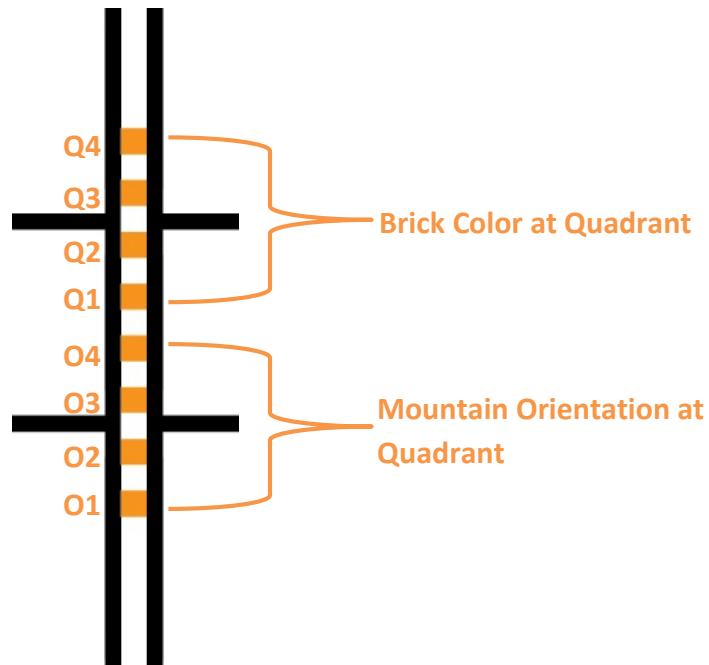 Q4
Q3
Q2
Q1
O4
O3
O2
O1
Brick Color at Quadrant
Mountain Orientation at
Quadrant